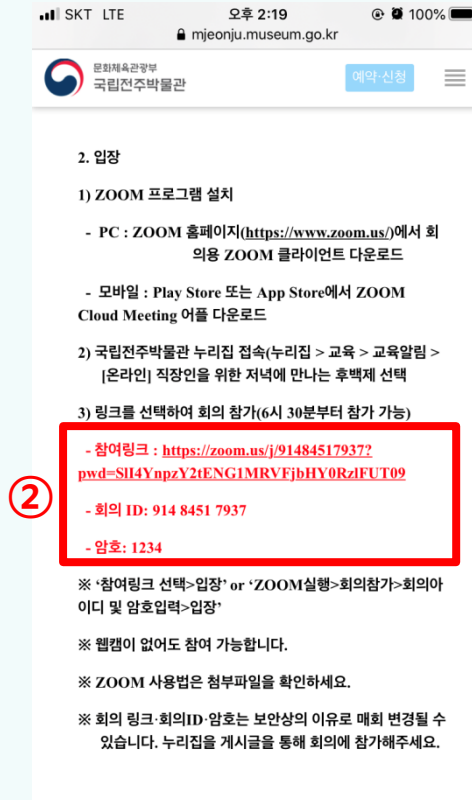 SKT LTE 오후 2:19 100%
mjeonju.museum.go.kr
문화체육관광부
국립전주박물관
예약·신청
2. 입장
1) ZOOM 프로그램 설치
- PC : ZOOM 홈페이지(https://www.zoom.us/)에서 회
의용 ZOOM 클라이언트 다운로드
- 모바일 : Play Store 또는 App Store에서 ZOOM
Cloud Meeting 어플 다운로드
2) 국립전주박물관 누리집 접속(누리집 > 교육 > 교육알림 >
[온라인] 직장인을 위한 저녁에 만나는 후백제 선택
3) 링크를 선택하여 회의 참가(6시 30분부터 참가 가능)
- 참여링크 : https://zoom.us/j/91484517937?
pwd=SlI4YnpzY2tENG1MRVFjbHY0RzlFUT09
②
- 회의 ID: 914 8451 7937
- 암호: 1234
※ ‘참여링크 선택>입장’ or ‘ZOOM실행>회의참가>회의아
이디 및 암호입력>입장’
※ 웹캠이 없어도 참여 가능합니다.
※ ZOOM 사용법은 첨부파일을 확인하세요.
※ 회의 링크·회의ID·암호는 보안상의 이유로 매회 변경될 수
있습니다. 누리집을 게시글을 통해 회의에 참가해주세요.